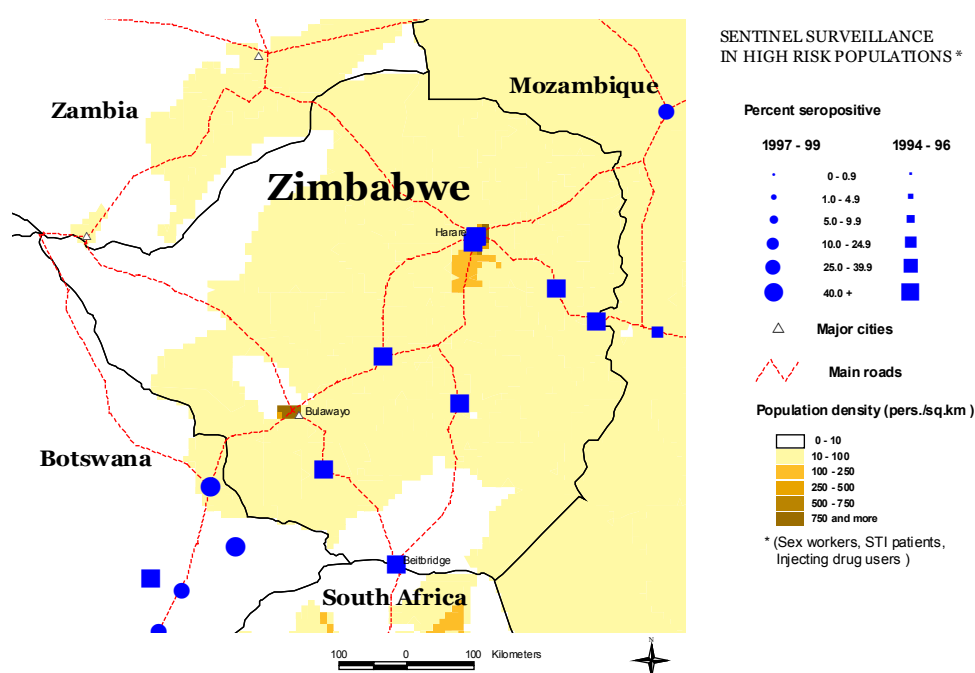 SENTINEL SURVEILLANCE
IN HIGH RISK POPULATIONS *
Mozambique
Zambia
Zimbabwe
Harare
Bulawayo
Botswana
Beitbridge
South Africa
Percent seropositive
1997 - 99 1994 - 96
0 - 0.9
1.0 - 4.9
5.0 - 9.9
10.0 - 24.9
25.0 - 39.9
40.0 +
Major cities
Main roads
Population density (pers./sq.km )
0 - 10
10 - 100
100 - 250
250 - 500
500 - 750
750 and more
* (Sex workers, STI patients,
Injecting drug users )
100 0 100 Kilometers
N